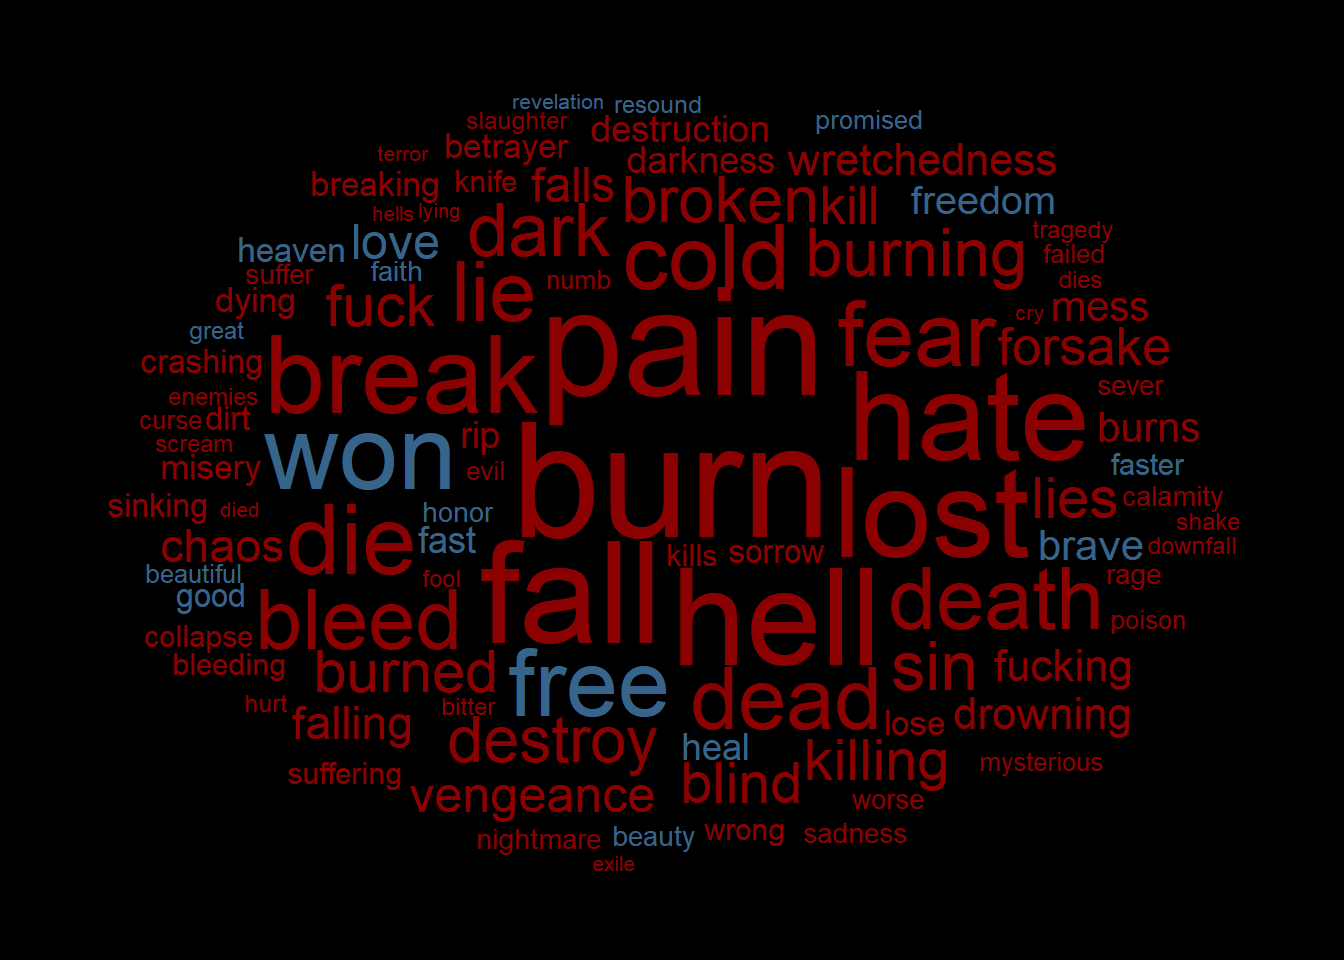 revelation resound
slaughter destruction promised
terror betrayer darkness wretchedness
breaking knife falls broken kill freedom
hells lying dark cold burning tragedy
heaven love failed
suffer faith lie numb dies
dying fuck pain fear cry mess
great break forsake
crashing hate sever
enemies
curse dirt won rip burn burns
scream
misery evil lost lies faster
sinking died honor calamity
chaos die fast fall kills sorrow brave shake
downfall
beautiful fool hell death rage
good bleed poison
collapse
bleeding burned free dead sin fucking
hurt falling bitter lose drowning
destroy heal killing mysterious
suffering vengeance blind worse
nightmare beauty wrong sadness
exile